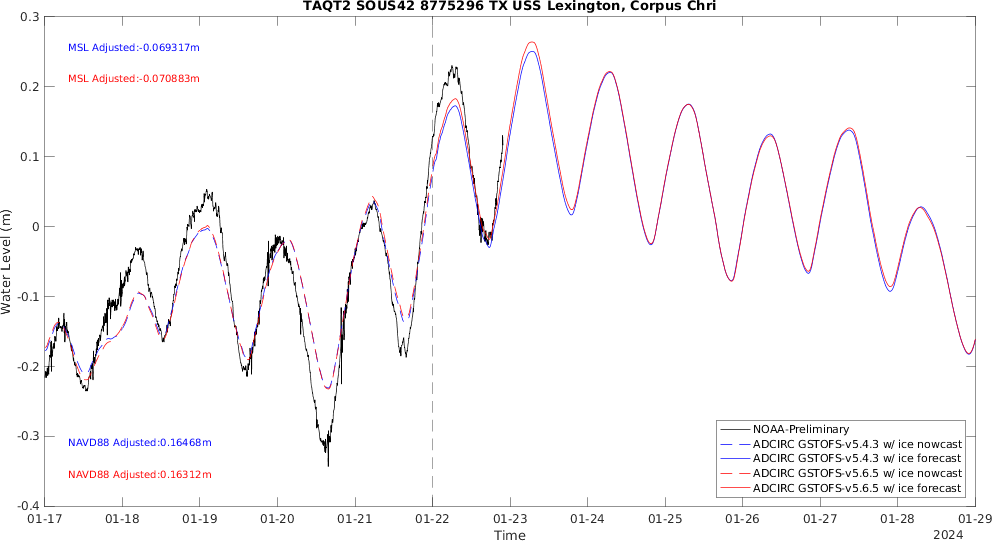 TAQT2 SOUS42 8775296 TX USS Lexington, Corpus Chri
0.3
0.2
0.1
0
-0.1
-0.2
-0.3
-0.4
Water Level (m)
MSL Adjusted:-0.069317m
MSL Adjusted:-0.070883m
NAVD88 Adjusted:0.16468m
NAVD88 Adjusted:0.16312m
NOAA-Preliminary
ADCIRC GSTOFS-v5.4.3 w/ ice nowcast
ADCIRC GSTOFS-v5.4.3 w/ ice forecast
ADCIRC GSTOFS-v5.6.5 w/ ice nowcast
ADCIRC GSTOFS-v5.6.5 w/ ice forecast
01-17 01-18 01-19 01-20 01-21 01-22 01-23 01-24 01-25 01-26 01-27 01-28 01-29
Time
2024